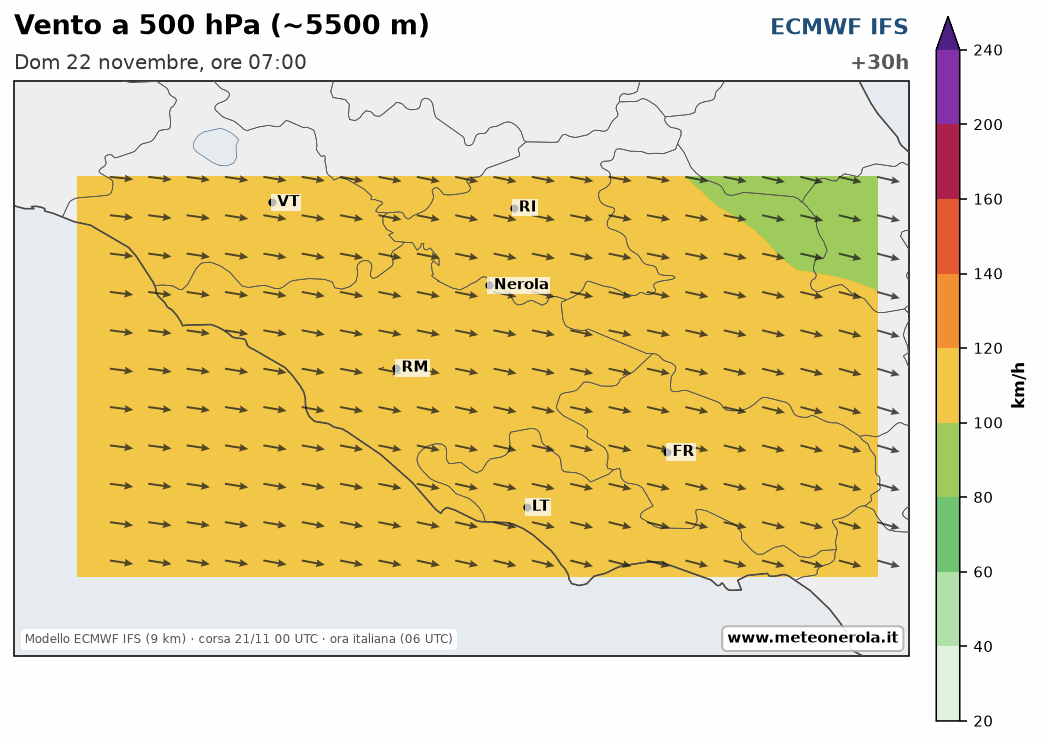 Vento a 500 hPa (~5500 m)
ECMWF IFS
Dom 22 novembre, ore 07:00
+30h
VT
RI
Nerola
RM
FR
LT
Modello ECMWF IFS (9 km) · corsa 21/11 00 UTC · ora italiana (06 UTC)
www.meteonerola.it
240
200
160
140
120
100
80
60
40
20
km/h